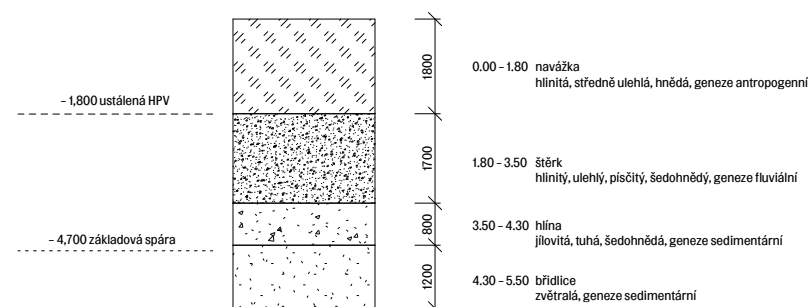 1800
0.00 – 1.80 navážka
hlinitá, středně ulehlá, hnědá, geneze antropogenní
– 1,800 ustálená HPV
1700
1.80 – 3.50 štěrk
hlinitý, ulehlý, písčitý, šedohnědý, geneze fluviální
800
3.50 – 4.30 hlína
jílovitá, tuhá, šedohnědá, geneze sedimentární
– 4,700 základová spára
1200
4.30 – 5.50 břidlice
zvětralá, geneze sedimentární